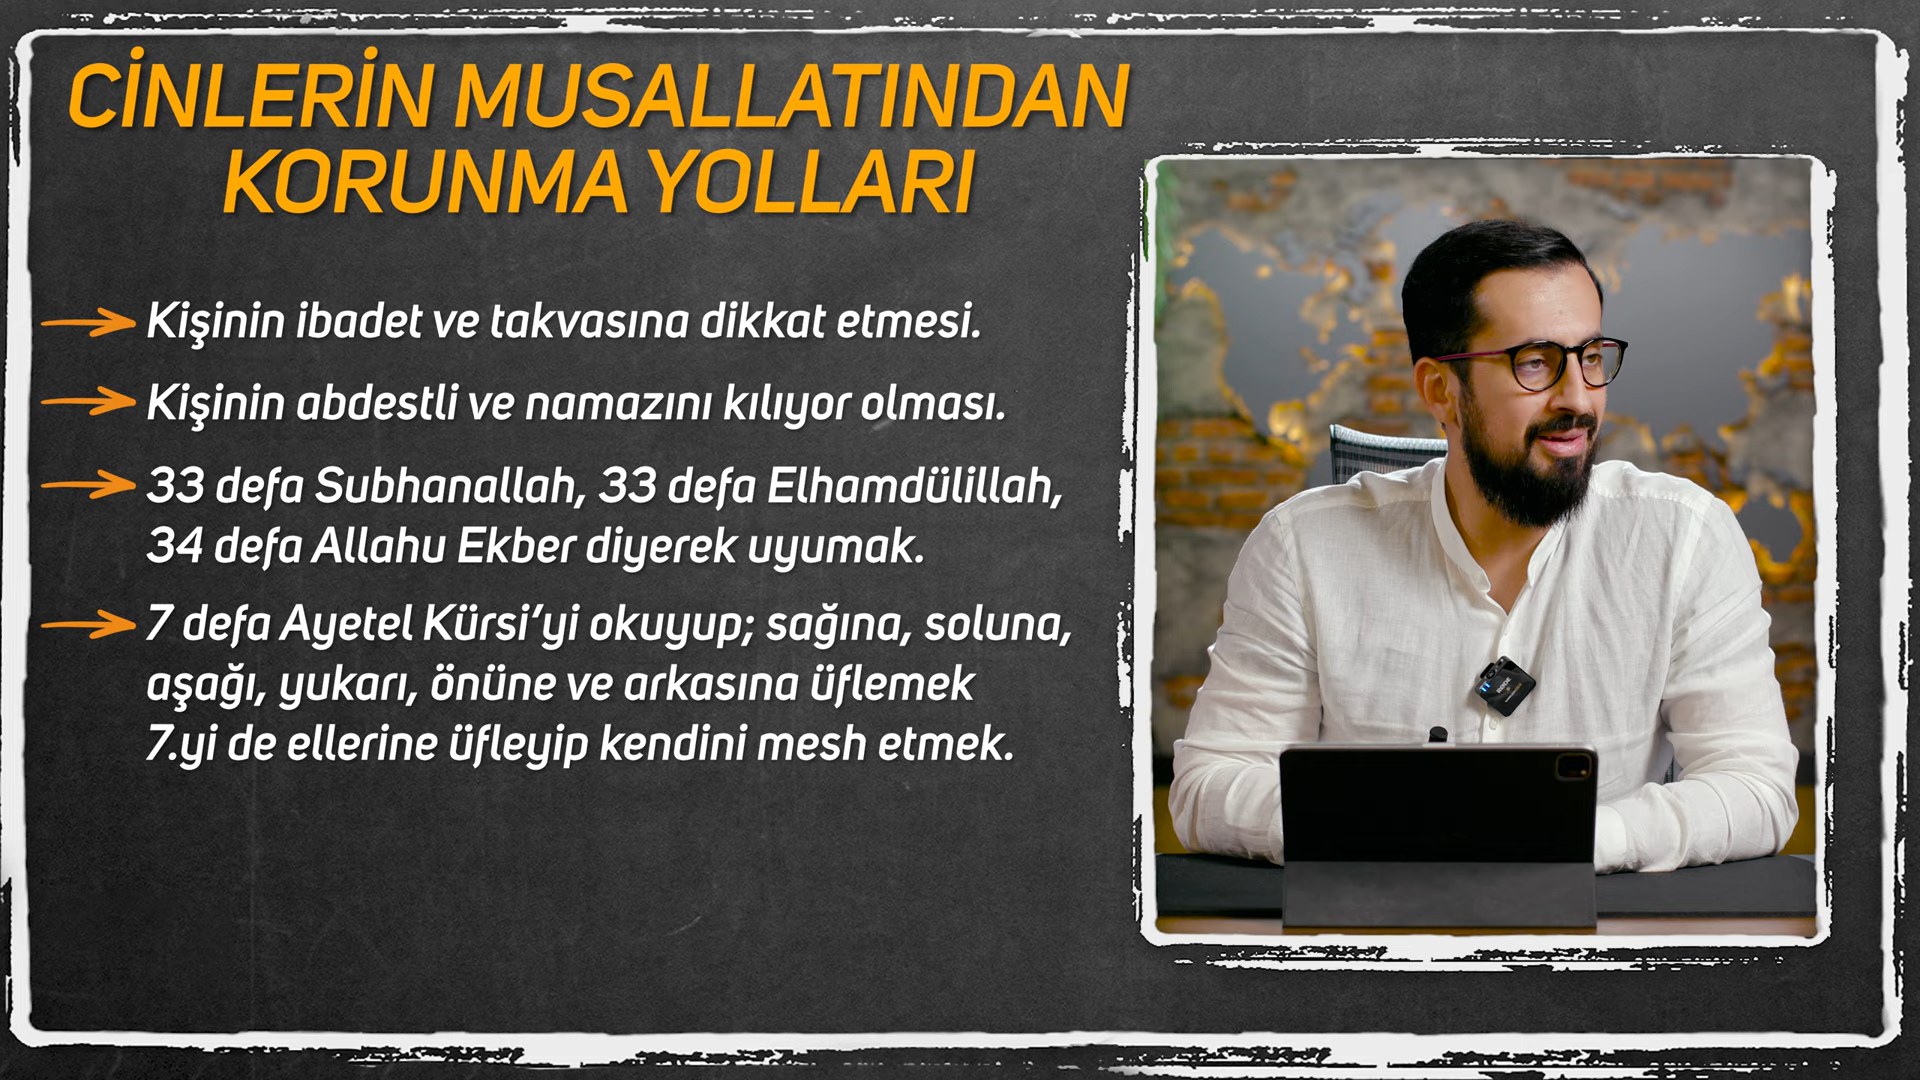 CİNLERİN MUSALLATINDAN
KORUNMA YOLLARI
Kişinin ibadet ve takvasına dikkat etmesi.
Kişinin abdestli ve namazını kılıyor olması.
33 defa Subhanallah, 33 defa Elhamdülillah,
34 defa Allahu Ekber diyerek uyumak.
7 defa Ayetel Kürsi’yi okuyup; sağına, soluna,
aşağı, yukarı, önüne ve arkasına üflemek
7.yi de ellerine üfleyip kendini mesh etmek.
RØDE